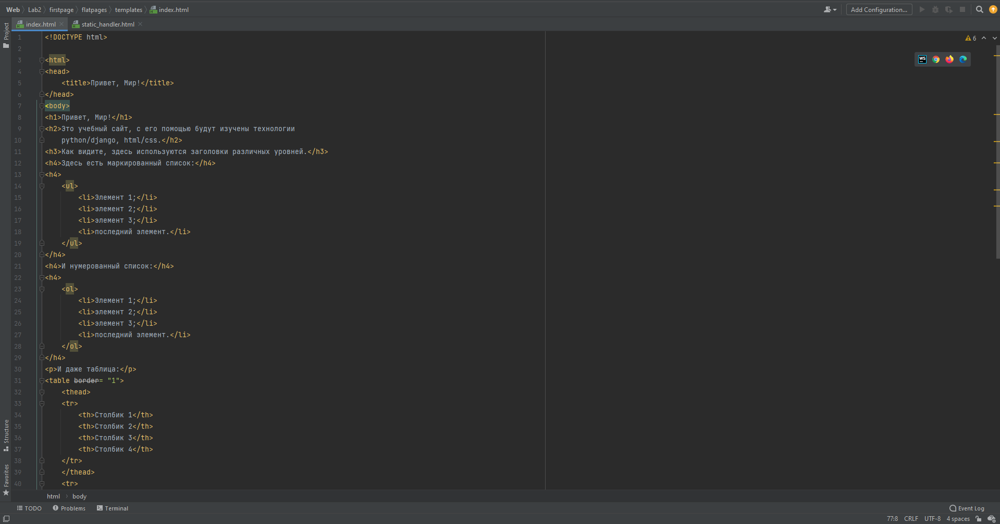 Web Lab2 firstpage flatpages templates index.html
Add Configuration...
index.html static_handler.html
Project
6
1 <!DOCTYPE html>
2
3 <html>
4 <head>
5 <title>Привет, Мир!</title>
6 </head>
7 <body>
8 <h1>Привет, Мир!</h1>
9 <h2>Это учебный сайт, с его помощью будут изучены технологии
10 python/django, html/css.</h2>
11 <h3>Как видите, здесь используются заголовки различных уровней.</h3>
12 <h4>Здесь есть маркированный список:</h4>
13 <h4>
14 <ul>
15 <li>Элемент 1;</li>
16 <li>элемент 2;</li>
17 <li>элемент 3;</li>
18 <li>последний элемент.</li>
19 </ul>
20 </h4>
21 <h4>И нумерованный список:</h4>
22 <h4>
23 <ol>
24 <li>Элемент 1;</li>
25 <li>элемент 2;</li>
26 <li>элемент 3;</li>
27 <li>последний элемент.</li>
28 </ol>
29 </h4>
30 <p>И даже таблица:</p>
31 <table border= "1">
32 <thead>
33 <tr>
34 <th>Столбик 1</th>
35 <th>Столбик 2</th>
36 <th>Столбик 3</th>
37 <th>Столбик 4</th>
38 </tr>
39 </thead>
40 <tr>
WS
Structure
Favorites
html body
TODO Problems Terminal
Event Log
77:8 CRLF UTF-8 4 spaces